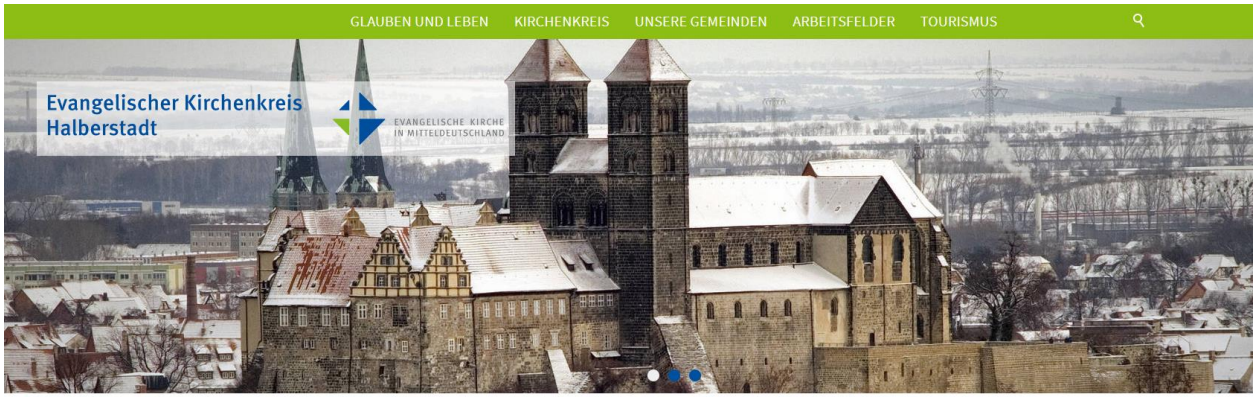 GLAUBEN UND LEBEN KIRCHENKREIS UNSERE GEMEINDEN ARBEITSFELDER TOURISMUS
Evangelischer Kirchenkreis
Halberstadt
EVANGELISCHE KIRCHE
IN MITTELDEUTSCHLAND